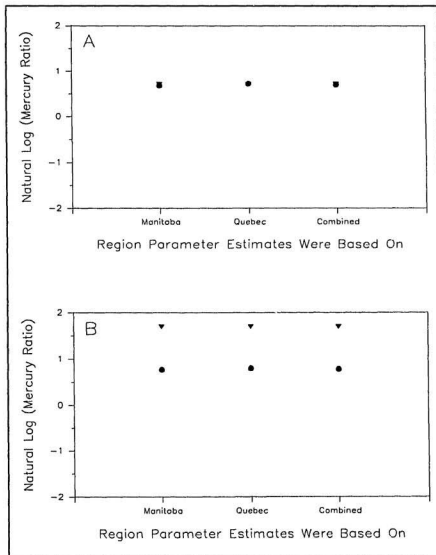 A
Natural Log (Mercury Ratio)
2
1
0
−1
−2
Manitoba Quebec Combined
Region Parameter Estimates Were Based On
B
Natural Log (Mercury Ratio)
2
1
0
−1
−2
Manitoba Quebec Combined
Region Parameter Estimates Were Based On